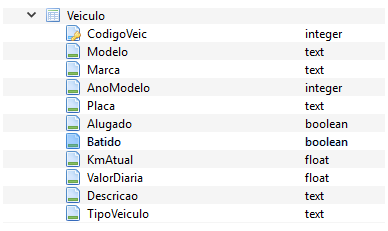 Veiculo
CodigoVeic integer
Modelo text
Marca text
AnoModelo integer
Placa text
Alugado boolean
Batido boolean
KmAtual float
ValorDiaria float
Descricao text
TipoVeiculo text